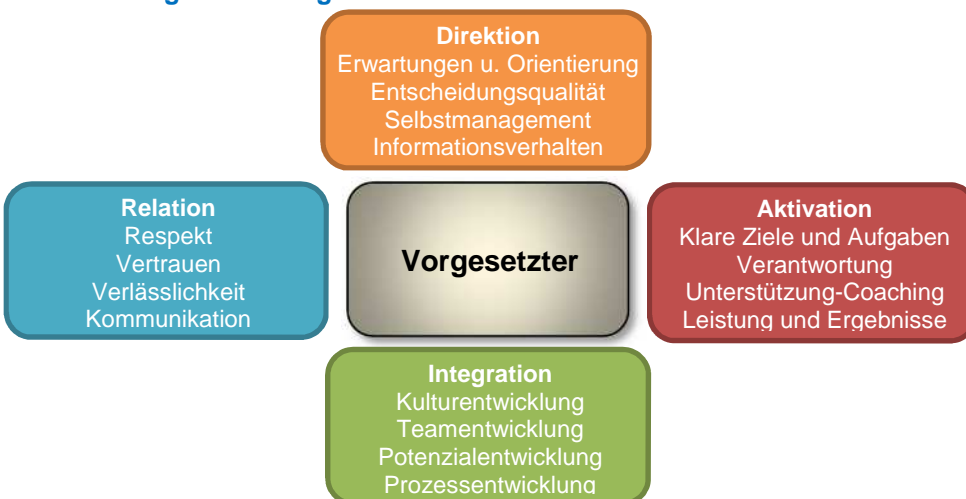 Direktion
Erwartungen u. Orientierung
Entscheidungsqualität
Selbstmanagement
Informationsverhalten
Relation
Respekt
Vertrauen
Verlässlichkeit
Kommunikation
Vorgesetzter
Aktivation
Klare Ziele und Aufgaben
Verantwortung
Unterstützung-Coaching
Leistung und Ergebnisse
Integration
Kulturentwicklung
Teamentwicklung
Potenzialentwicklung
Prozessentwicklung